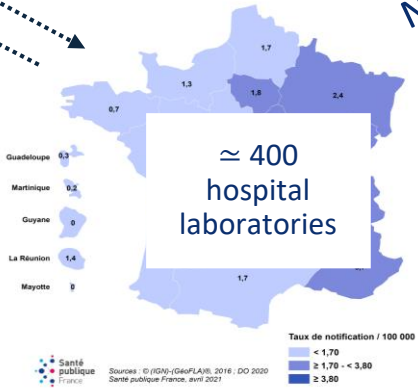 1,7
1,3
1,8
2,4
0,7
≃ 400
hospital
laboratories
Guadeloupe 0,3
Martinique 0,2
Guyane 0
La Réunion 1,4
Mayotte 0
1,7
Taux de notification / 100 000
< 1,70
≥ 1,70 - < 3,80
≥ 3,80
Santé
publique
France
Sources : © (IGN)-(GéoFLA)®, 2016 ; DO 2020
Santé publique France, avril 2021